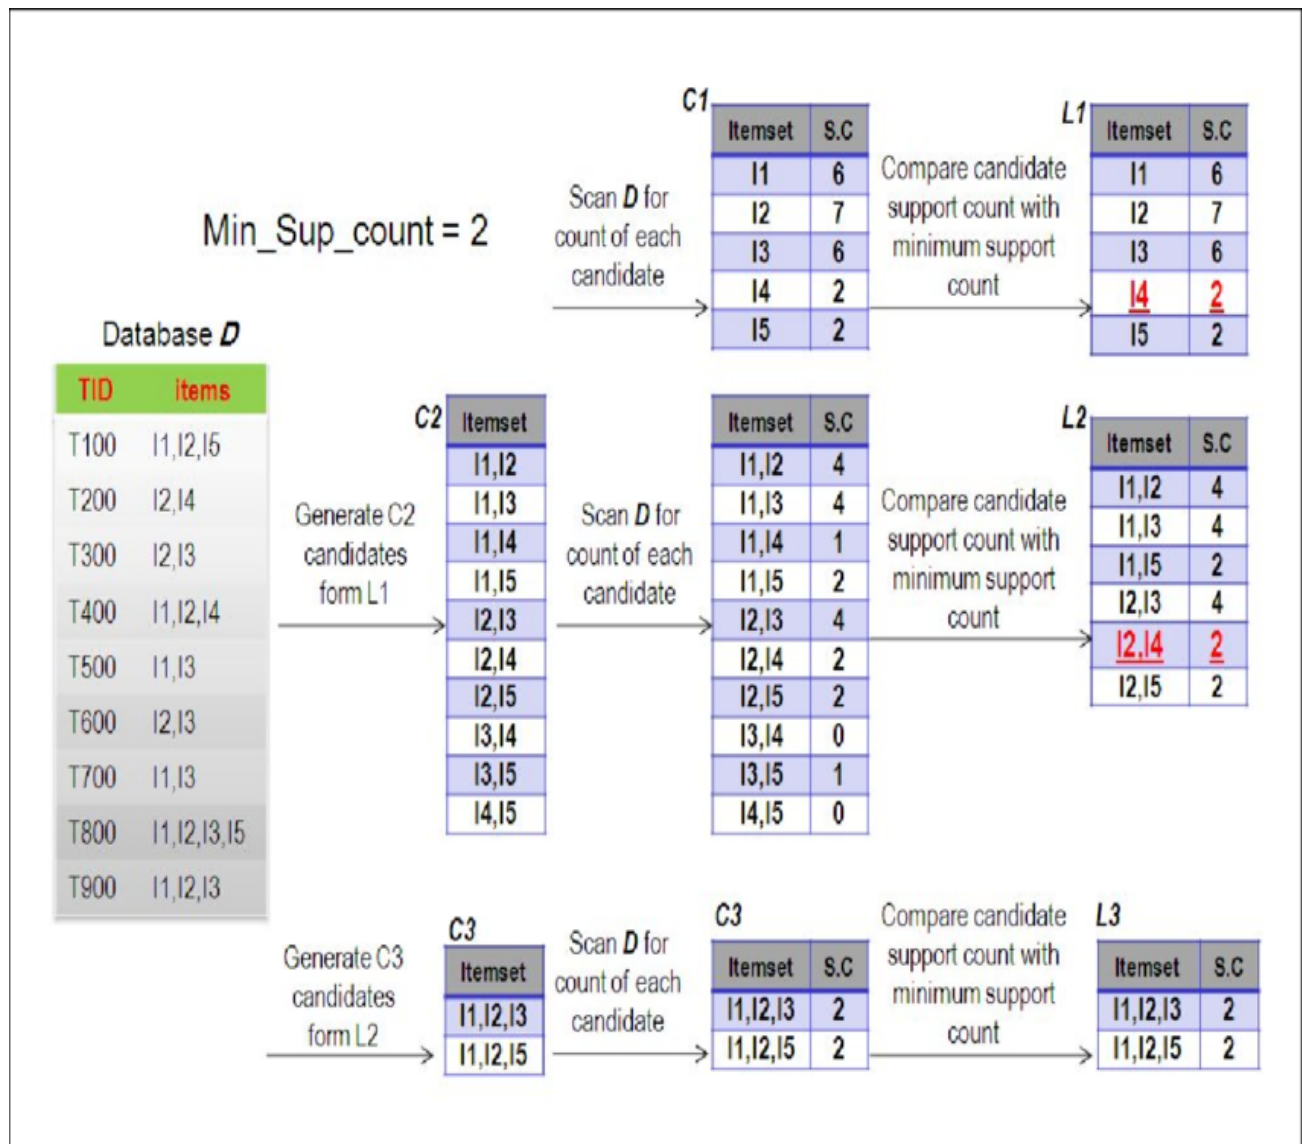 C1
L1
Itemset S.C
I1 6
I2 7
I3 6
I4 2
I5 2
Itemset S.C
I1 6
I2 7
I3 6
I4 2
I5 2
Scan D for
count of each
candidate
Compare candidate
support count with
minimum support
count
Min_Sup_count = 2
Database D
TID items
T100 I1,I2,I5
T200 I2,I4
T300 I2,I3
T400 I1,I2,I4
T500 I1,I3
T600 I2,I3
T700 I1,I3
T800 I1,I2,I3,I5
T900 I1,I2,I3
Generate C2
candidates
form L1
C2
Itemset
I1,I2
I1,I3
I1,I4
I1,I5
I2,I3
I2,I4
I2,I5
I3,I4
I3,I5
I4,I5
Scan D for
count of each
candidate
Itemset S.C
I1,I2 4
I1,I3 4
I1,I4 1
I1,I5 2
I2,I3 4
I2,I4 2
I2,I5 2
I3,I4 0
I3,I5 1
I4,I5 0
Compare candidate
support count with
minimum support
count
L2
Itemset S.C
I1,I2 4
I1,I3 4
I1,I5 2
I2,I3 4
I2,I4 2
I2,I5 2
Generate C3
candidates
form L2
C3
Itemset
I1,I2,I3
I1,I2,I5
Scan D for
count of each
candidate
C3
Itemset S.C
I1,I2,I3 2
I1,I2,I5 2
Compare candidate
support count with
minimum support
count
L3
Itemset S.C
I1,I2,I3 2
I1,I2,I5 2